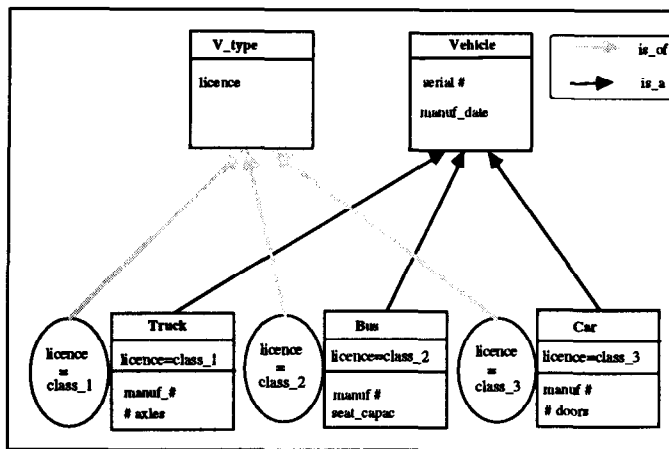 V_type
licence
Vehicle
serial #
manuf_date
is_of
is_a
licence
=
class_1
Truck
licence=class_1
manuf_#
# axles
licence
=
class_2
Bus
licence=class_2
manuf #
seat_capac
licence
=
class_3
Car
licence=class_3
manuf #
# doors